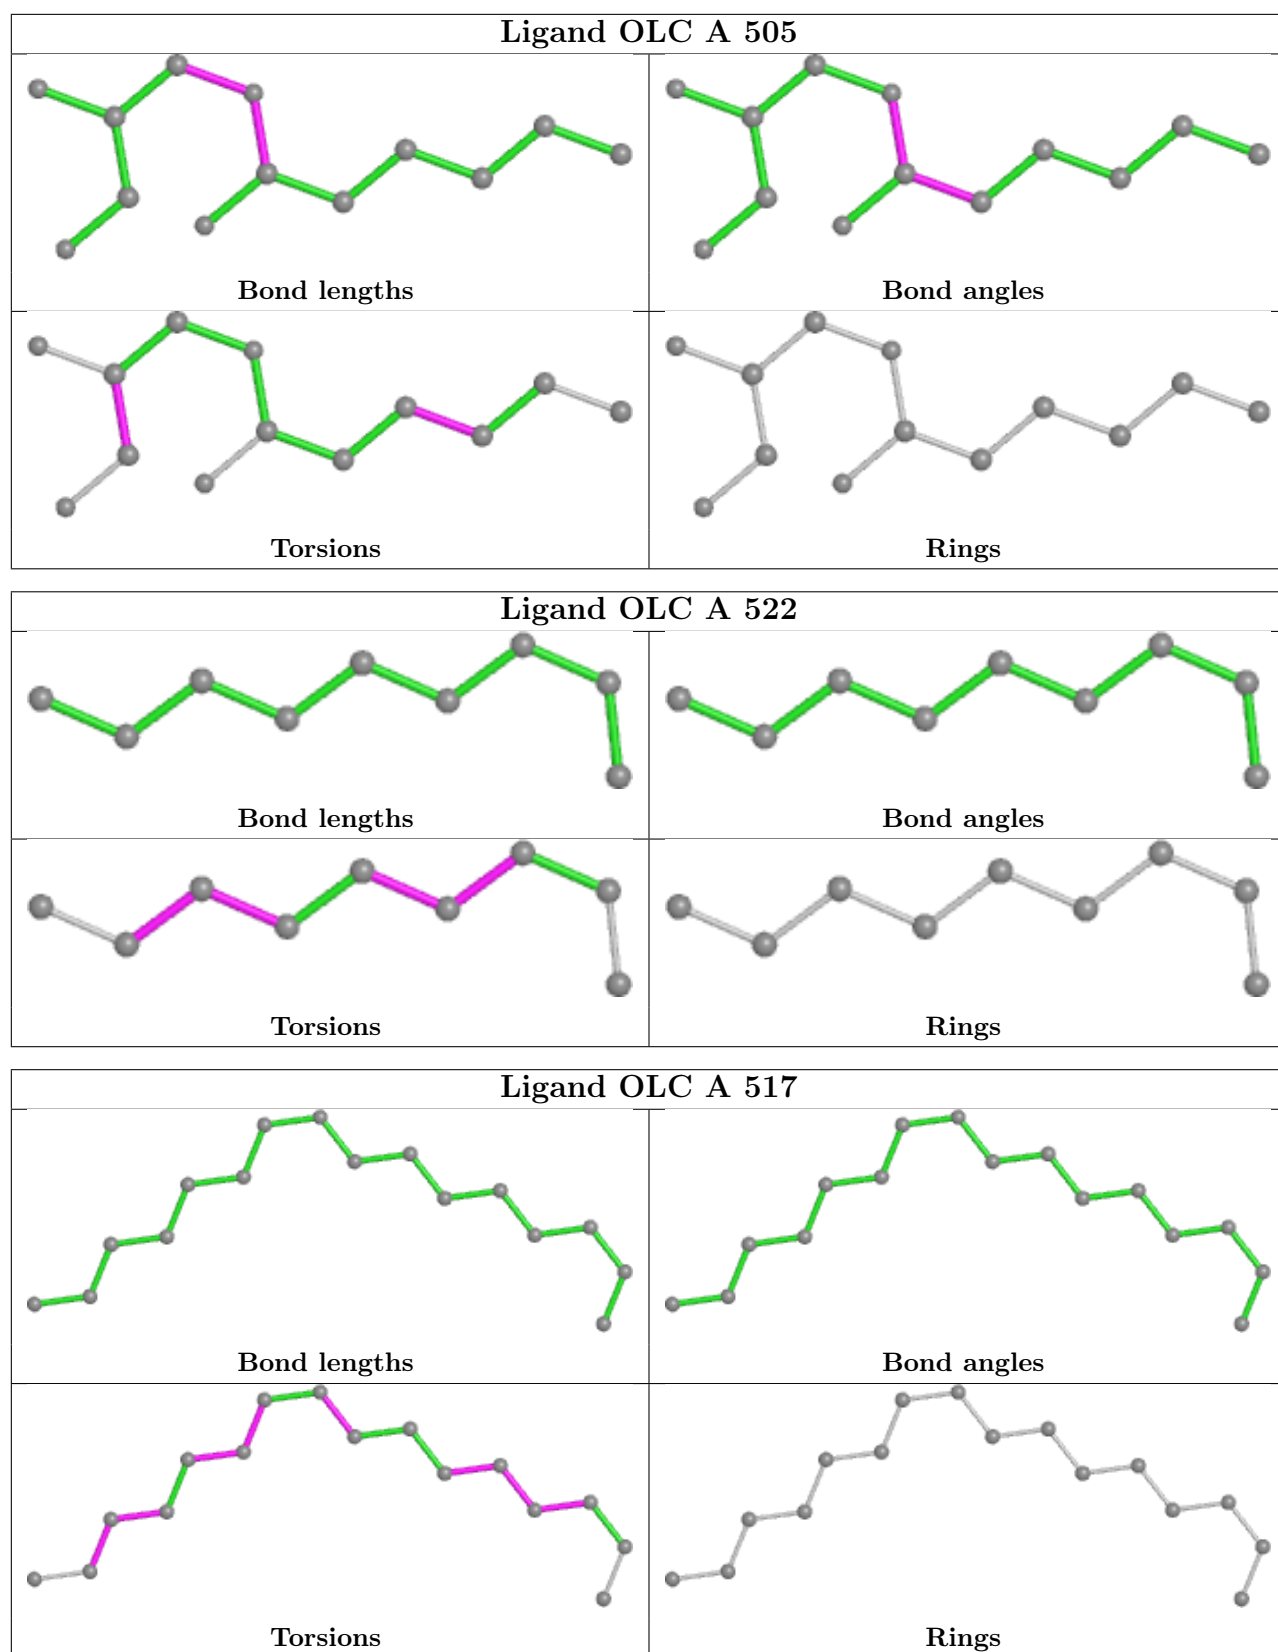 Ligand OLC A 505
Bond lengths
Bond angles
Torsions
Rings
Ligand OLC A 522
Bond lengths
Bond angles
Torsions
Rings
Ligand OLC A 517
Bond lengths
Bond angles
Torsions
Rings